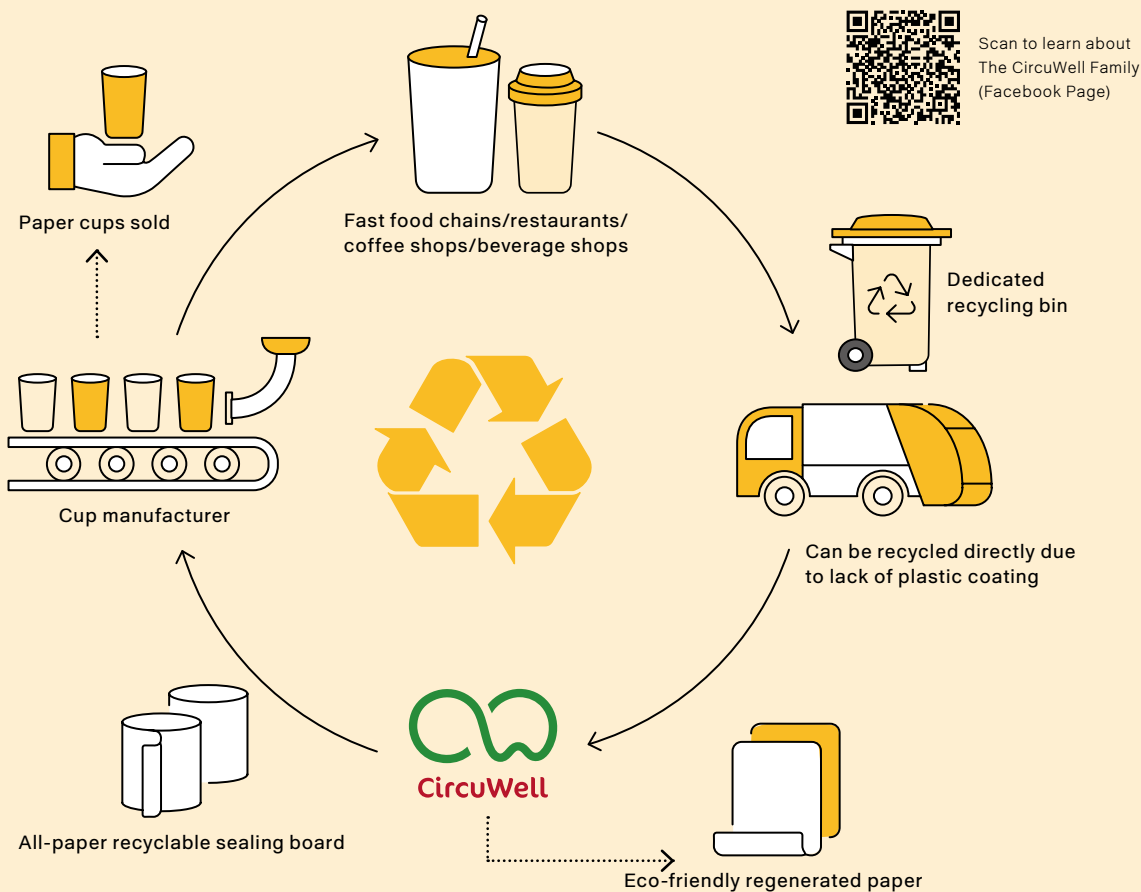 Scan to learn about
The CircuWell Family
(Facebook Page)
Paper cups sold
Fast food chains/restaurants/
coffee shops/beverage shops
Dedicated
recycling bin
Cup manufacturer
Can be recycled directly due
to lack of plastic coating
CircuWell
All-paper recyclable sealing board
Eco-friendly regenerated paper